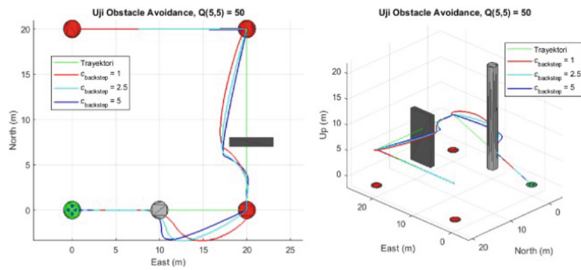 Uji Obstacle Avoidance, Q(5,5) = 50
20
15
10
5
0
North (m)
0
5
10
15
20
25
East (m)
Trayektori
c_backstep = 1
c_backstep = 2.5
c_backstep = 5
Uji Obstacle Avoidance, Q(5,5) = 50
20
15
10
5
0
Up (m)
20
10
0
East (m)
20
10
0
North (m)
Trayektori
c_backstep = 1
c_backstep = 2.5
c_backstep = 5